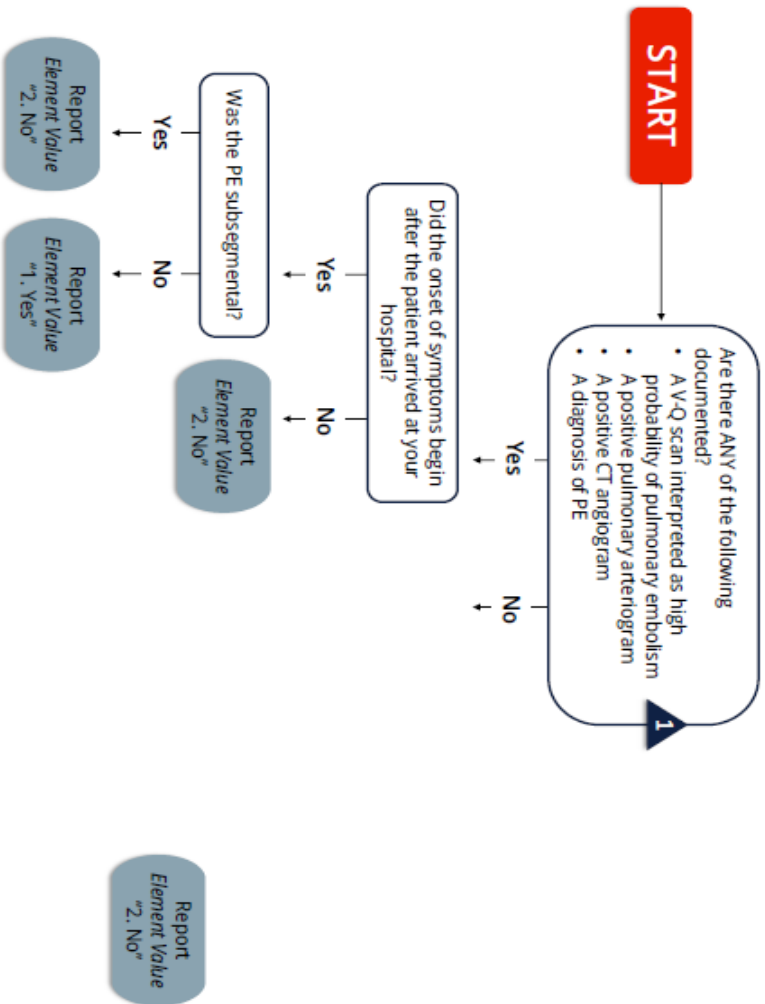 START
Are there ANY of the following
documented?
• A V-Q scan interpreted as high
probability of pulmonary embolism
• A positive pulmonary arteriogram
• A positive CT angiogram
• A diagnosis of PE
1
Yes
No
Did the onset of symptoms begin
after the patient arrived at your
hospital?
Yes
No
Was the PE subsegmental?
Report
Element Value
"2. No"
Yes
No
Report
Element Value
"2. No"
Report
Element Value
"1. Yes"
Report
Element Value
"2. No"